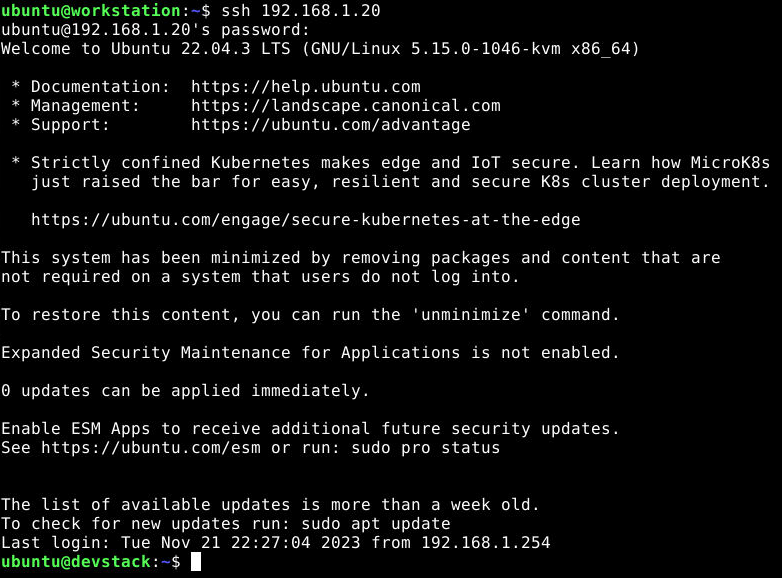 ubuntu@workstation:~$ ssh 192.168.1.20
ubuntu@192.168.1.20's password:
Welcome to Ubuntu 22.04.3 LTS (GNU/Linux 5.15.0-1046-kvm x86_64)

 * Documentation:  https://help.ubuntu.com
 * Management:     https://landscape.canonical.com
 * Support:        https://ubuntu.com/advantage

 * Strictly confined Kubernetes makes edge and IoT secure. Learn how MicroK8s
   just raised the bar for easy, resilient and secure K8s cluster deployment.

   https://ubuntu.com/engage/secure-kubernetes-at-the-edge

This system has been minimized by removing packages and content that are
not required on a system that users do not log into.

To restore this content, you can run the 'unminimize' command.

Expanded Security Maintenance for Applications is not enabled.

0 updates can be applied immediately.

Enable ESM Apps to receive additional future security updates.
See https://ubuntu.com/esm or run: sudo pro status


The list of available updates is more than a week old.
To check for new updates run: sudo apt update
Last login: Tue Nov 21 22:27:04 2023 from 192.168.1.254
ubuntu@devstack:~$